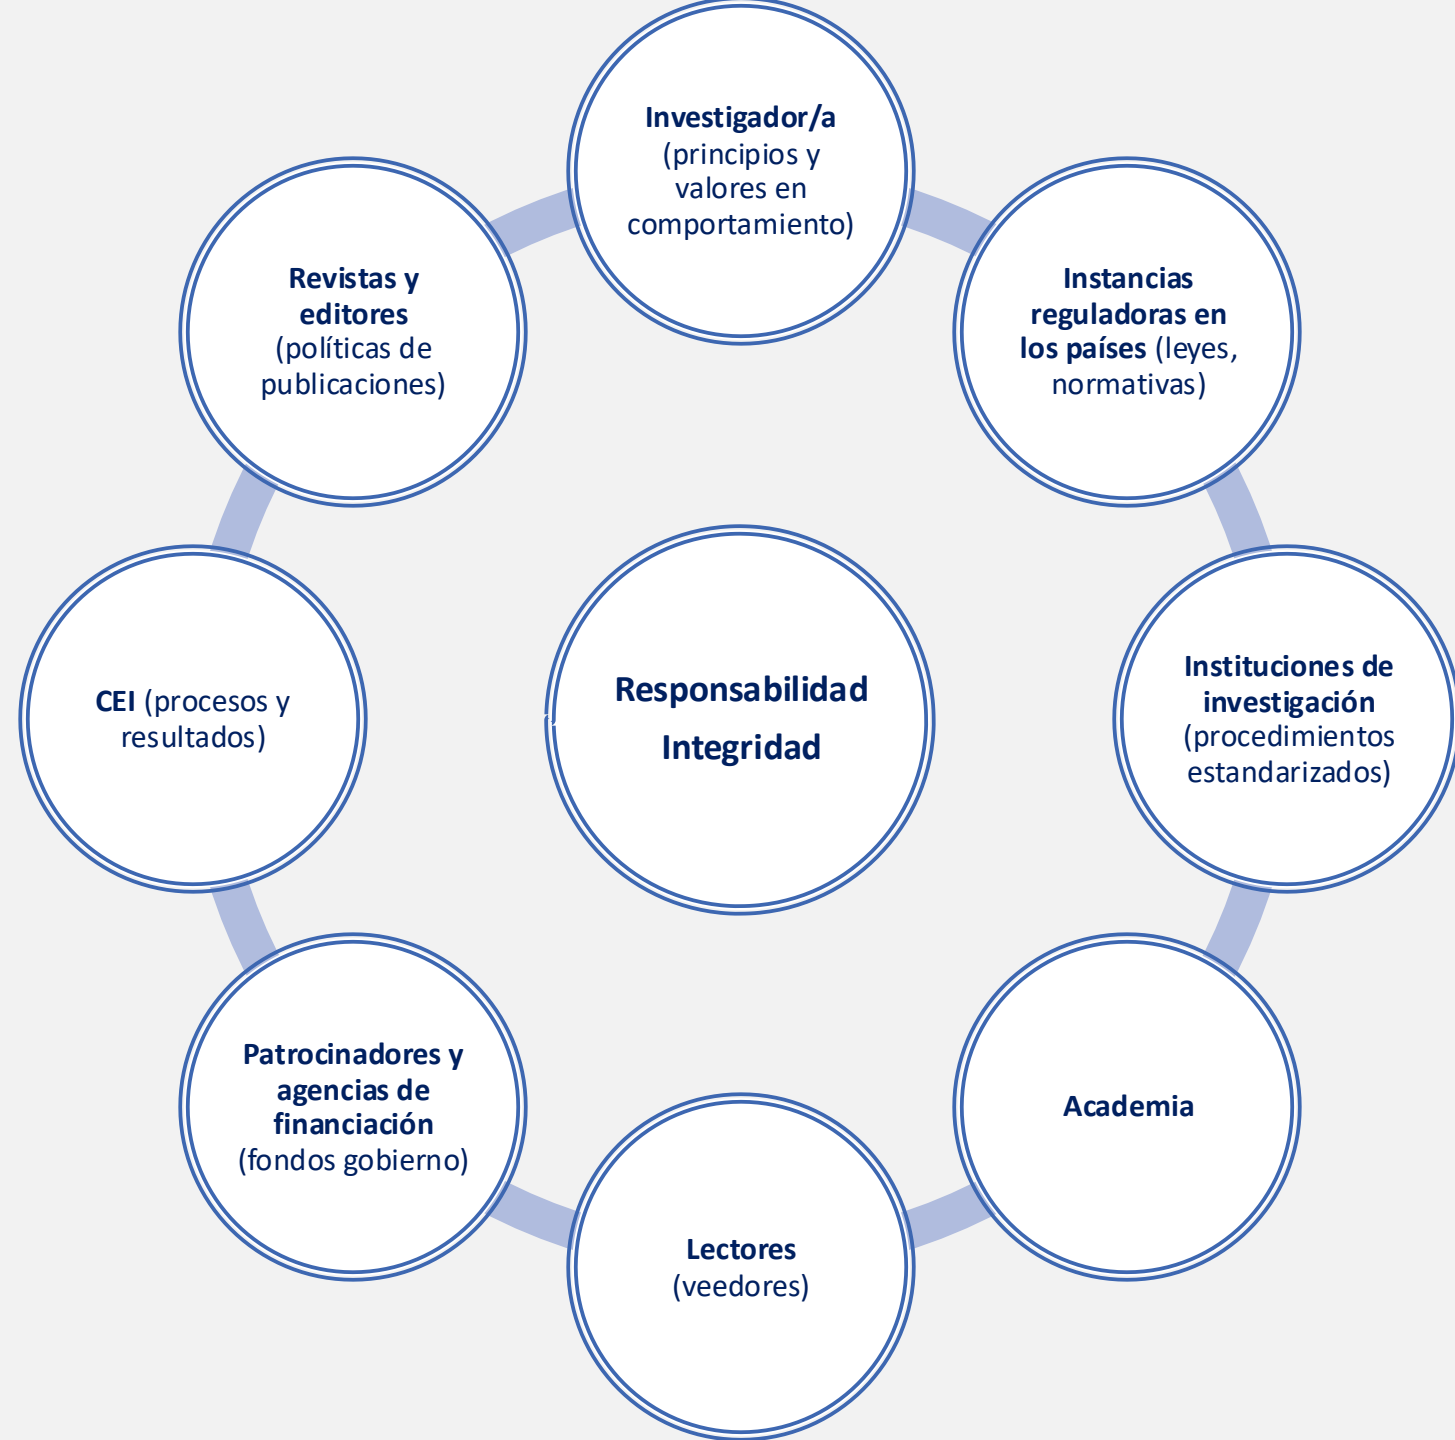 Investigador/a
(principios y
valores en
comportamiento)
Instancias
reguladoras en
los países (leyes,
normativas)
Instituciones de
investigación
(procedimientos
estandarizados)
Academia
Lectores
(veedores)
Patrocinadores y
agencias de
financiación
(fondos gobierno)
CEI (procesos y
resultados)
Revistas y
editores
(políticas de
publicaciones)
Responsabilidad
Integridad